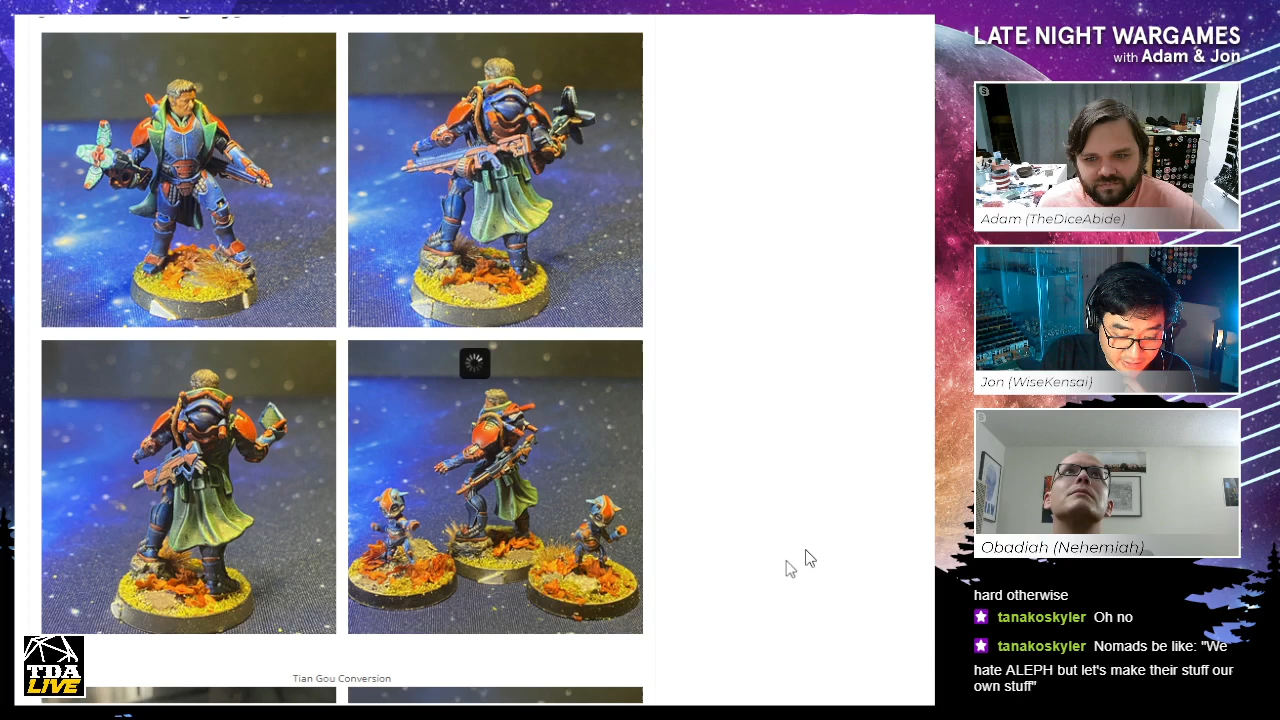 LATE NIGHT WARGAMES
with Adam & Jon
Adam (TheDiceAbide)
Jon (WiseKensai)
Obadiah (Nehemiah)
hard otherwise
tanakoskyler Oh no
tanakoskyler Nomads be like: "We
hate ALEPH but let's make their stuff our
own stuff"
Tian Gou Conversion
TDA
LIVE